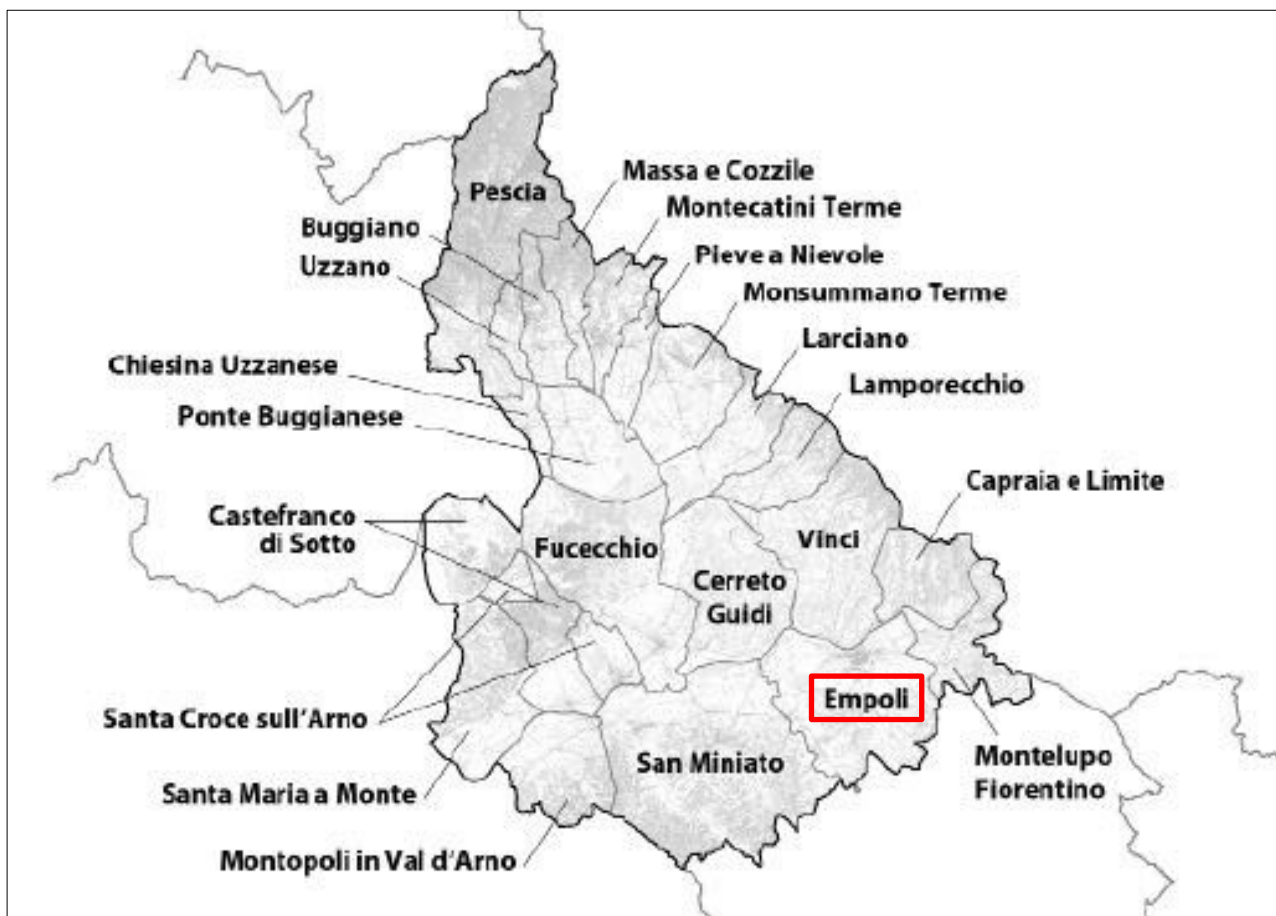 Pescia
Massa e Cozzile
Montecatini Terme
Buggiano
Pieve a Nievole
Uzzano
Monsummano Terme
Larciano
Chiesina Uzzanese
Lamporecchio
Ponte Buggianese
Capraia e Limite
Castefranco
di Sotto
Fucecchio
Vinci
Cerreto
Guidi
Empoli
Santa Croce sull'Arno
San Miniato
Montelupo
Fiorentino
Santa Maria a Monte
Montopoli in Val d'Arno